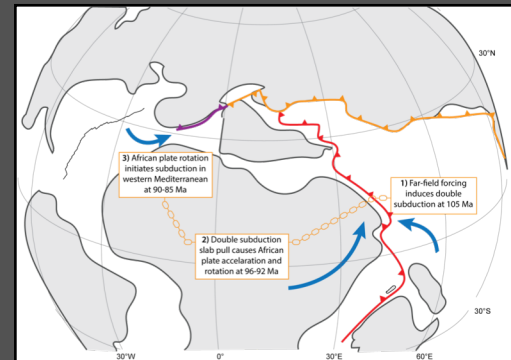 30°N
3) African plate rotation
initiates subduction in
western Mediterranean
at 90-85 Ma
1) Far-field forcing
induces double
subduction at 105 Ma
2) Double subduction
slab pull causes African
plate accelaration and
rotation at 96-92 Ma
30°S
30°W
0°
30°E
60°E